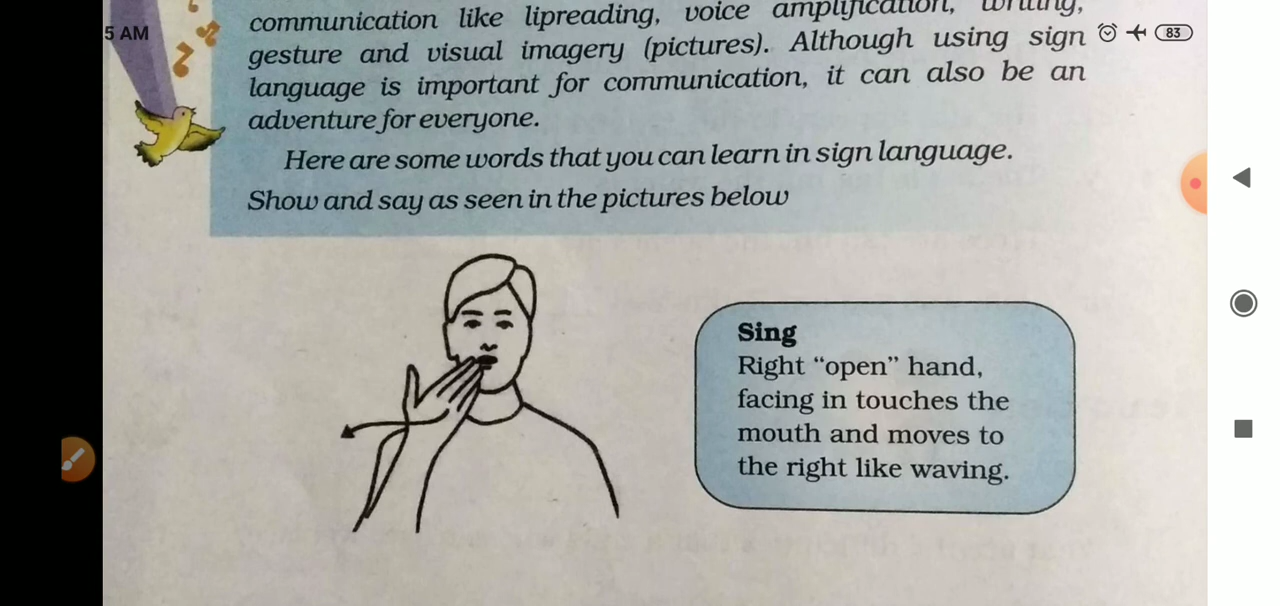 communication like lipreading, voice amplification, writing,
gesture and visual imagery (pictures). Although using sign
language is important for communication, it can also be an
adventure for everyone.
Here are some words that you can learn in sign language.
Show and say as seen in the pictures below
5 AM
83
Sing
Right “open” hand,
facing in touches the
mouth and moves to
the right like waving.